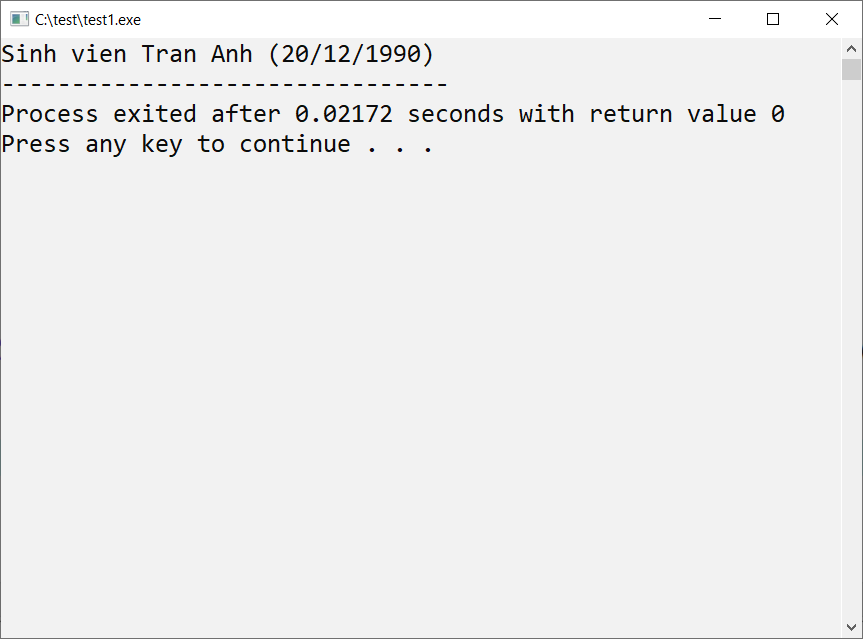 C:\test\test1.exe
Sinh vien Tran Anh (20/12/1990)
--------------------------------
Process exited after 0.02172 seconds with return value 0
Press any key to continue . . .